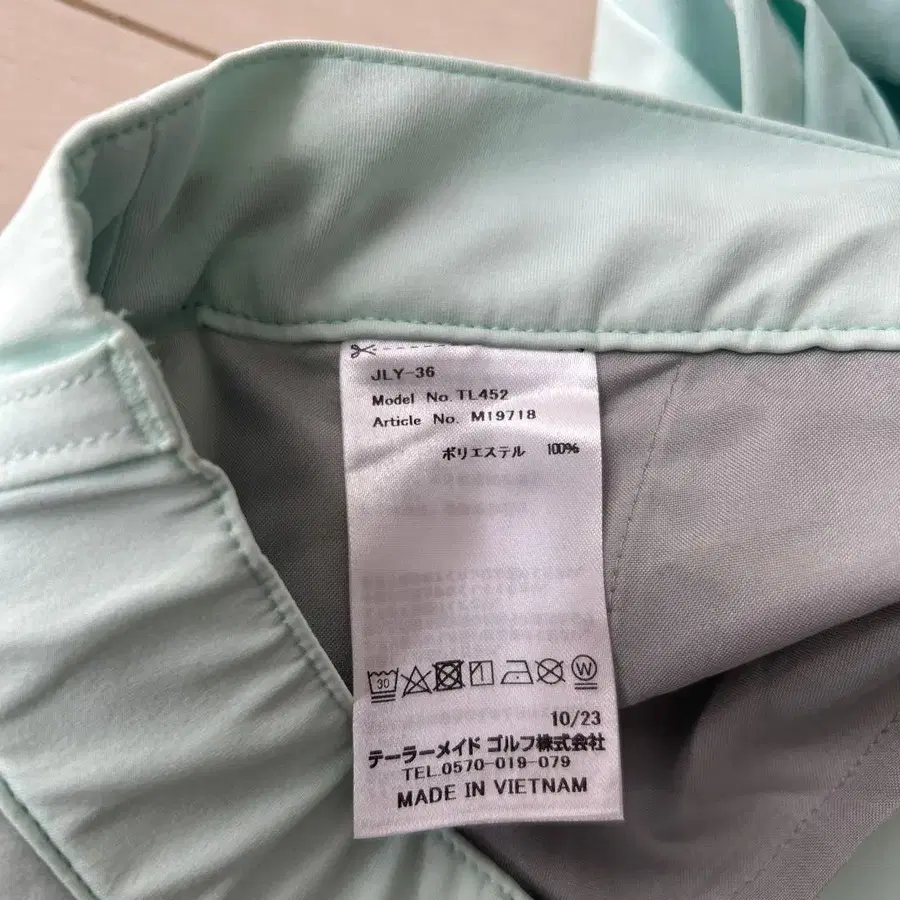 JLY-36
Model No. TL452
Article No. M19718
ポリエステル 100%
30 W
10/23
テーラーメイド ゴルフ株式会社
TEL.0570-019-079
MADE IN VIETNAM